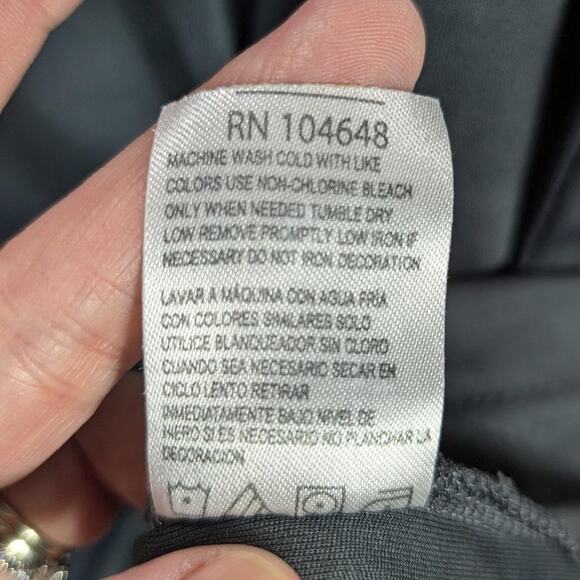 RN 104648
MACHINE WASH COLD WITH LIKE
COLORS USE NON-CHLORINE BLEACH
ONLY WHEN NEEDED TUMBLE DRY
LOW REMOVE PROMPTLY LOW IRON IF
NECESSARY DO NOT IRON DECORATION
LAVAR A MÁQUINA CON AGUA FRIA
CON COLORES SIMILARES SOLO
UTILICE BLANQUEADOR SIN CLORO
CUANDO SEA NECESARIO SECAR EN
CICLO LENTO RETIRAR
INMEDIATAMENTE BAJO NIVEL DE
SI ES NECESARIO NO PLANCHAR LA
DECORACION